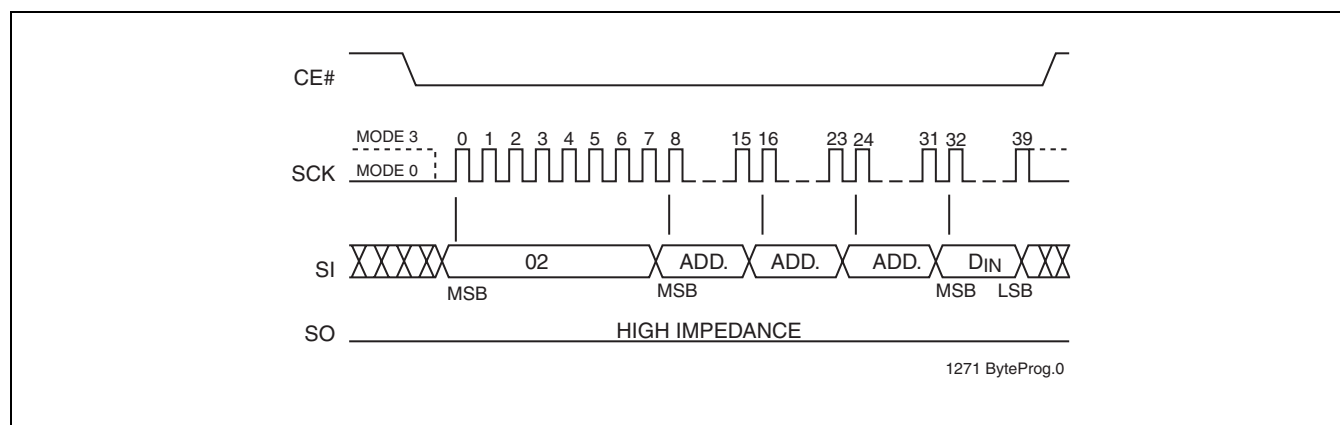 CE#
MODE 3
0 1 2 3 4 5 6 7 8 15 16 23 24 31 32 39
SCK MODE 0
SI 02 ADD. ADD. ADD. DIN
MSB MSB MSB LSB
SO HIGH IMPEDANCE
1271 ByteProg.0